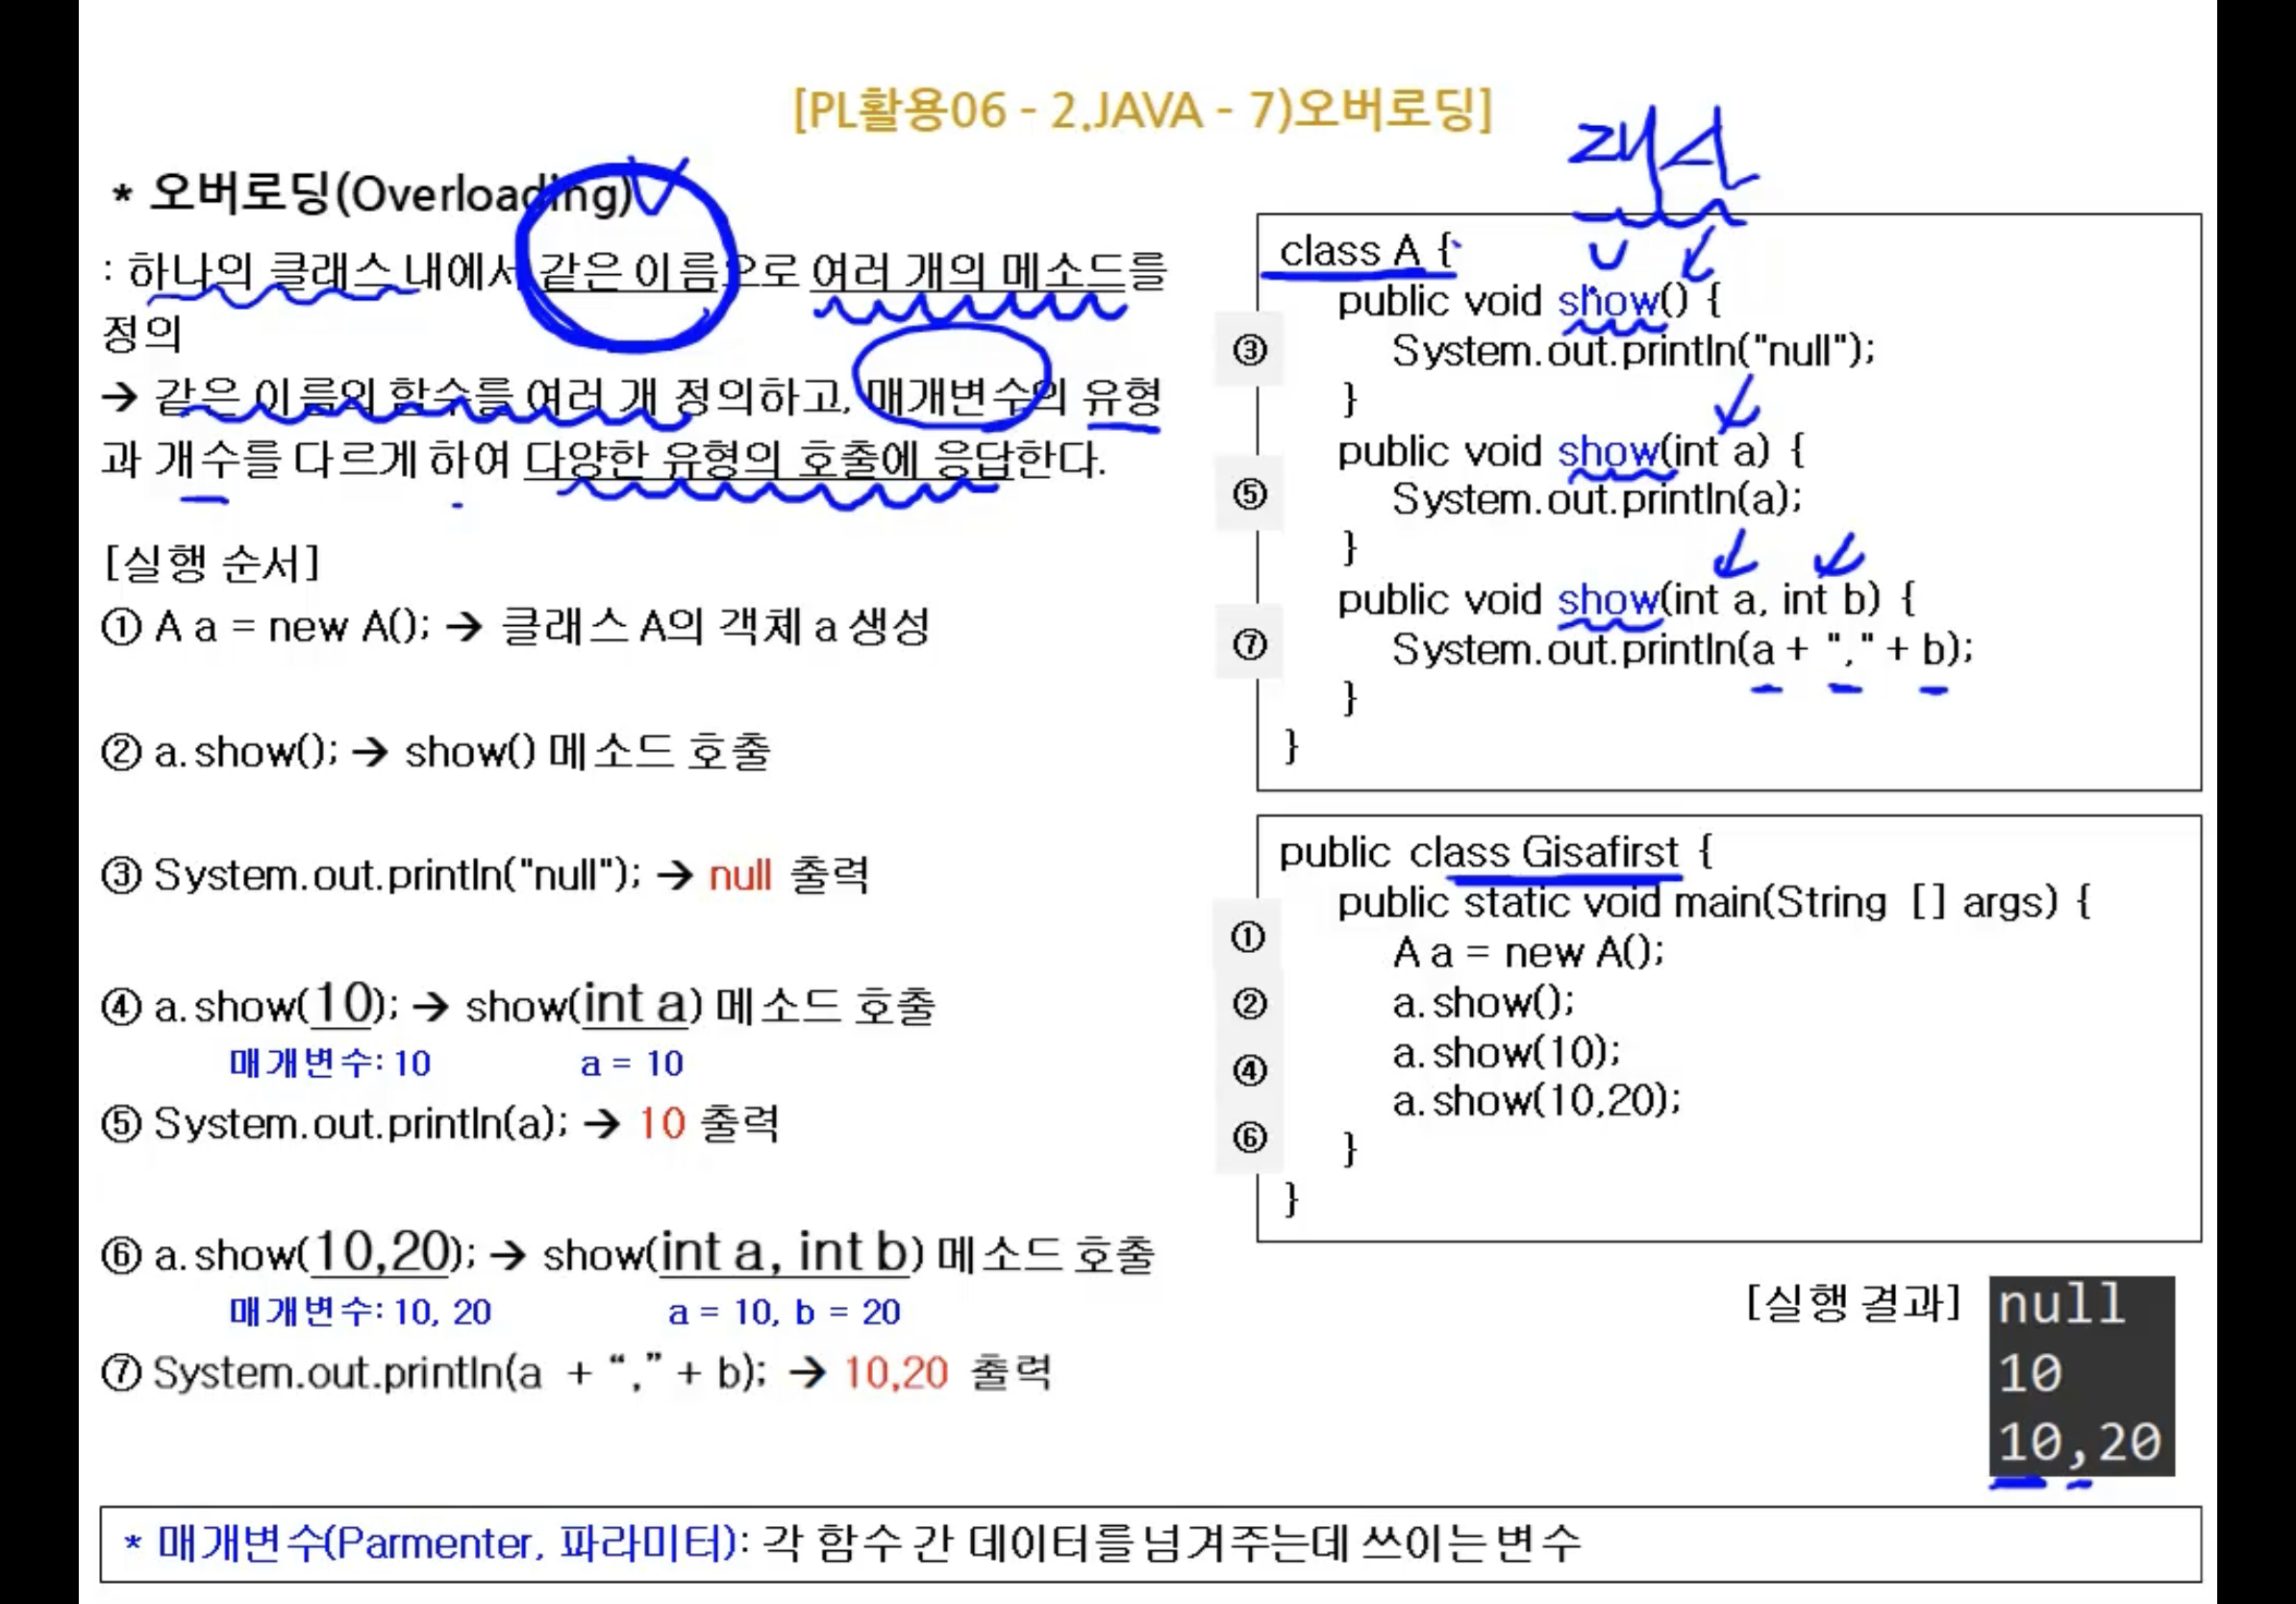 [PL활용06 - 2.JAVA - 7)오버로딩]
* 오버로딩(Overloading)
: 하나의 클래스 내에서 같은 이름으로 여러 개의 메소드를
정의
→ 같은 이름의 함수를 여러 개 정의하고, 매개변수의 유형
과 개수를 다르게 하여 다양한 유형의 호출에 응답한다.
[실행 순서]
① A a = new A(); → 클래스 A의 객체 a 생성
② a.show(); → show() 메소드 호출
③ System.out.println("null"); → null 출력
④ a.show(10); → show(int a) 메소드 호출
매개변수: 10 a = 10
⑤ System.out.println(a); → 10 출력
⑥ a.show(10,20); → show(int a, int b) 메소드 호출
매개변수: 10, 20 a = 10, b = 20
⑦ System.out.println(a + “,” + b); → 10,20 출력
class A {
public void show() {
③ System.out.println("null");
}
public void show(int a) {
⑤ System.out.println(a);
}
public void show(int a, int b) {
⑦ System.out.println(a + "," + b);
}
}
public class Gisafirst {
public static void main(String [] args) {
① A a = new A();
② a.show();
④ a.show(10);
⑥ a.show(10,20);
}
}
[실행 결과]
null
10
10,20
* 매개변수(Parmenter, 파라미터): 각 함수 간 데이터를 넘겨주는데 쓰이는 변수